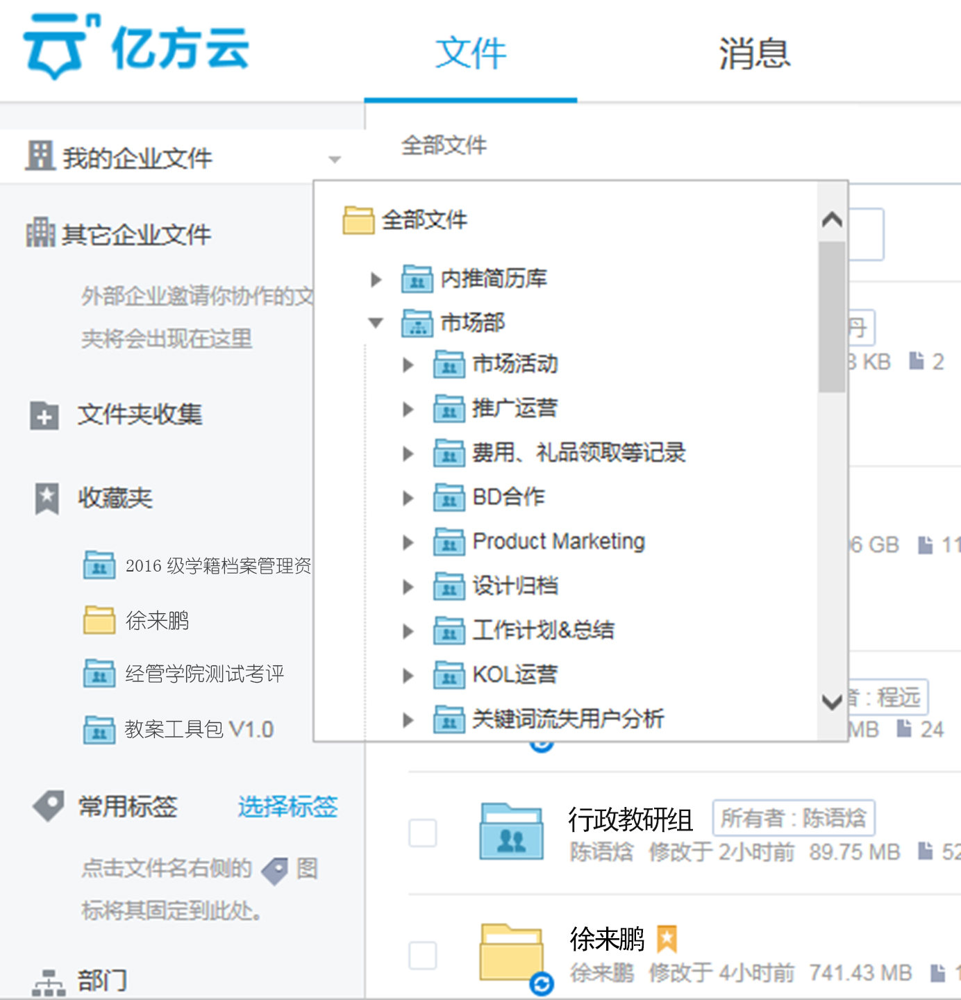 亿方云
文件
消息
我的企业文件
全部文件
全部文件
其它企业文件
内推简历库
外部企业邀请你协作的文
市场部
丹
夹将会出现在这里
市场活动
KB 2
文件夹收集
推广运营
费用、礼品领取等记录
收藏夹
BD合作
Product Marketing
6 GB 11
2016 级学籍档案管理资
设计归档
徐来鹏
工作计划&总结
经管学院测试考评
KOL运营
者 : 程远
教案工具包 V1.0
关键词流失用户分析
MB 24
常用标签 选择标签
行政教研组 所有者 : 陈语焓
陈语焓 修改于 2小时前 89.75 MB 52
点击文件名右侧的 图
标将其固定到此处。
徐来鹏
徐来鹏 修改于 4小时前 741.43 MB 1
部门